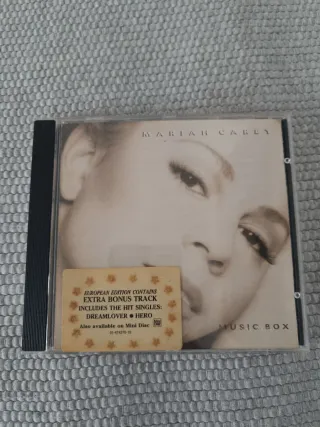 MARIAH CAREY
EUROPEAN EDITION CONTAINS
EXTRA BONUS TRACK
INCLUDES THE HIT SINGLES:
DREAMLOVER ★ HERO
Also available on Mini Disc
MUSIC BOX